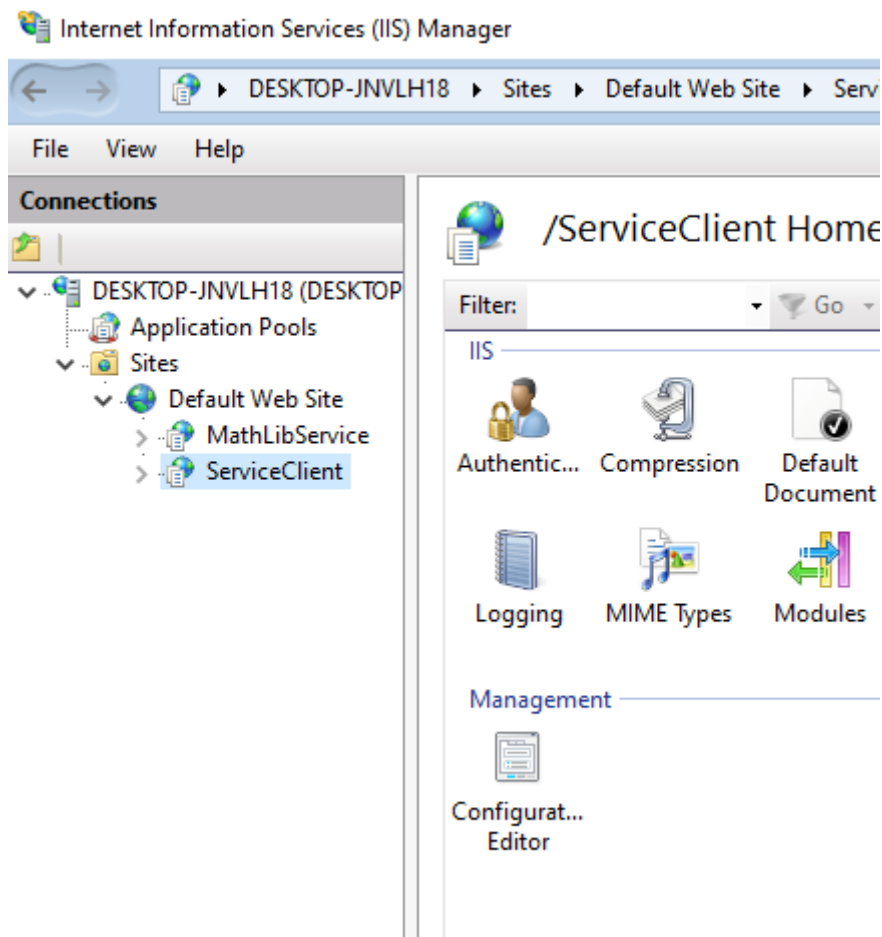 Internet Information Services (IIS) Manager
DESKTOP-JNVLH18 Sites Default Web Site Serv
File View Help
Connections
DESKTOP-JNVLH18 (DESKTOP
Application Pools
Sites
Default Web Site
MathLibService
ServiceClient
/ServiceClient Home
Filter: Go
IIS
Authentic... Compression Default
Document
Logging MIME Types Modules
Management
Configurat...
Editor